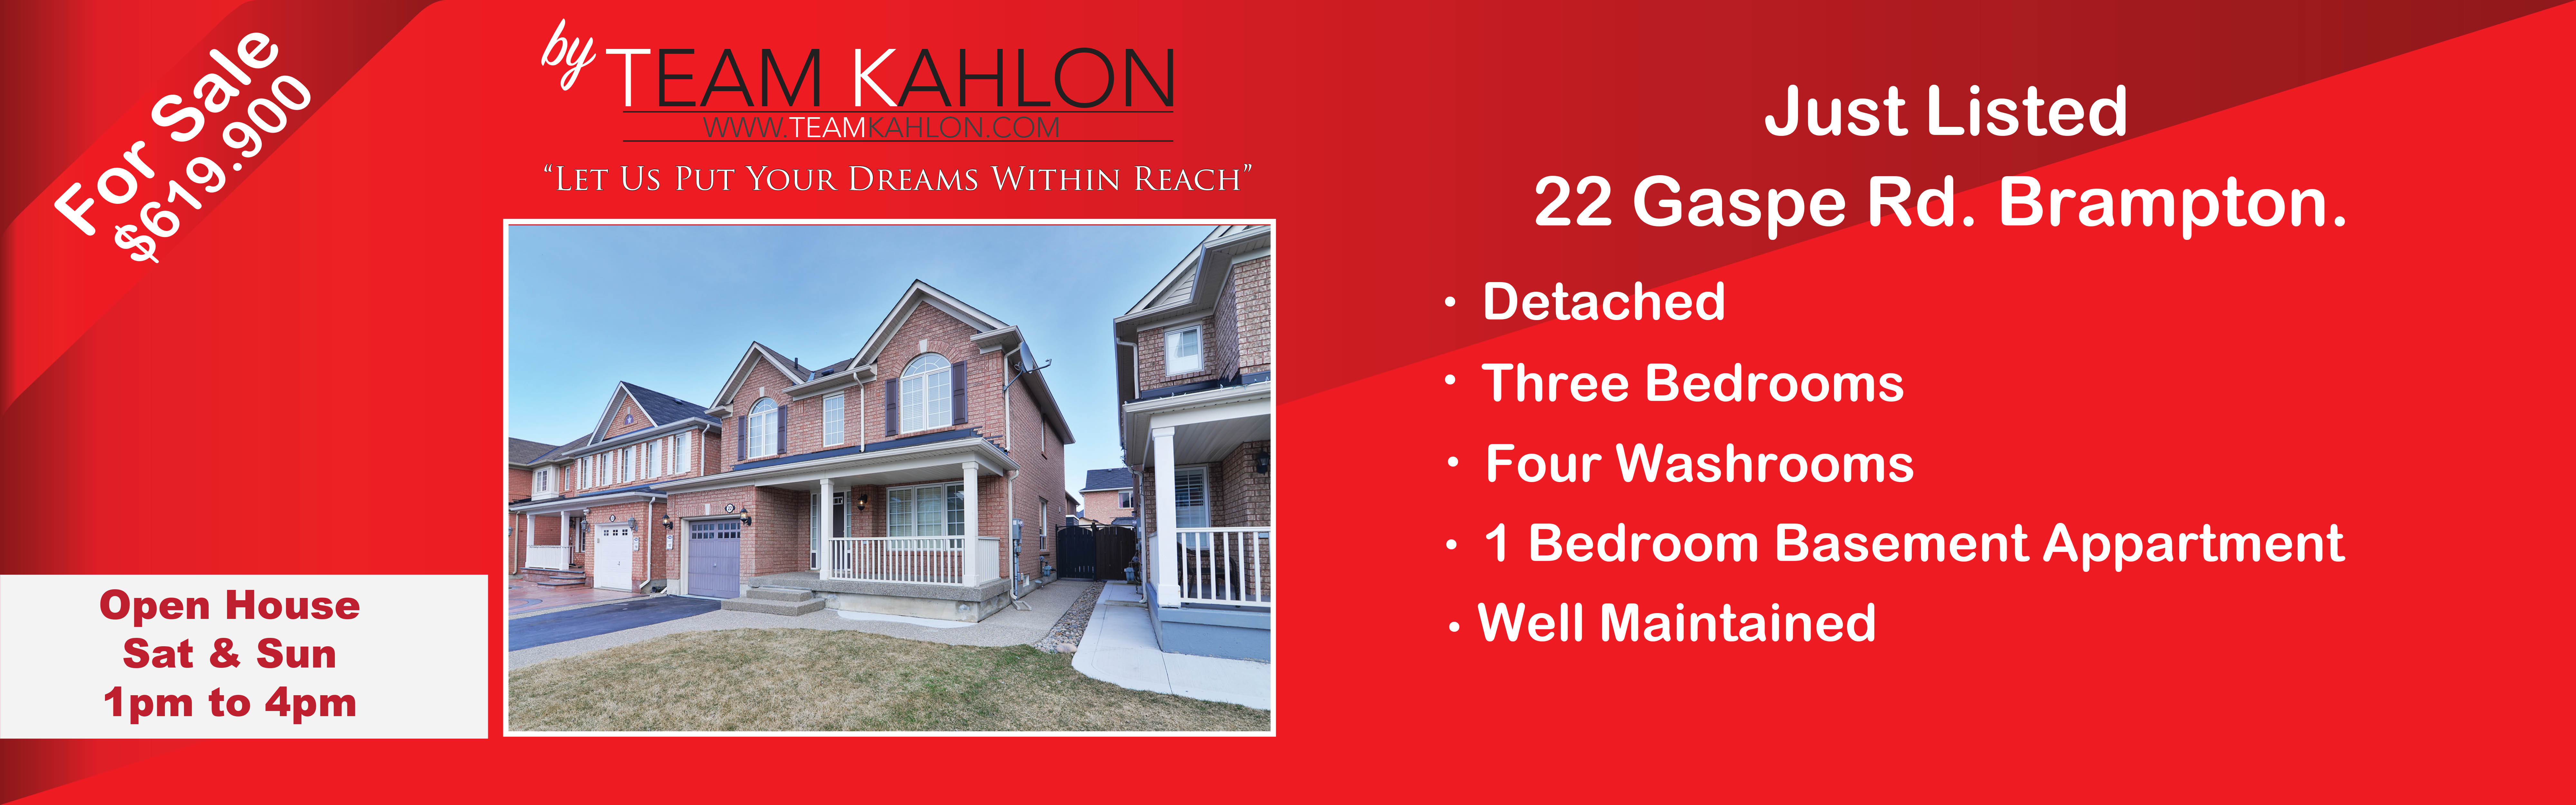 For Sale
$619.900
by TEAM KAHLON
WWW.TEAMKAHLON.COM
“LET US PUT YOUR DREAMS WITHIN REACH”
Just Listed
22 Gaspe Rd. Brampton.
• Detached
• Three Bedrooms
• Four Washrooms
• 1 Bedroom Basement Appartment
• Well Maintained
Open House
Sat & Sun
1pm to 4pm